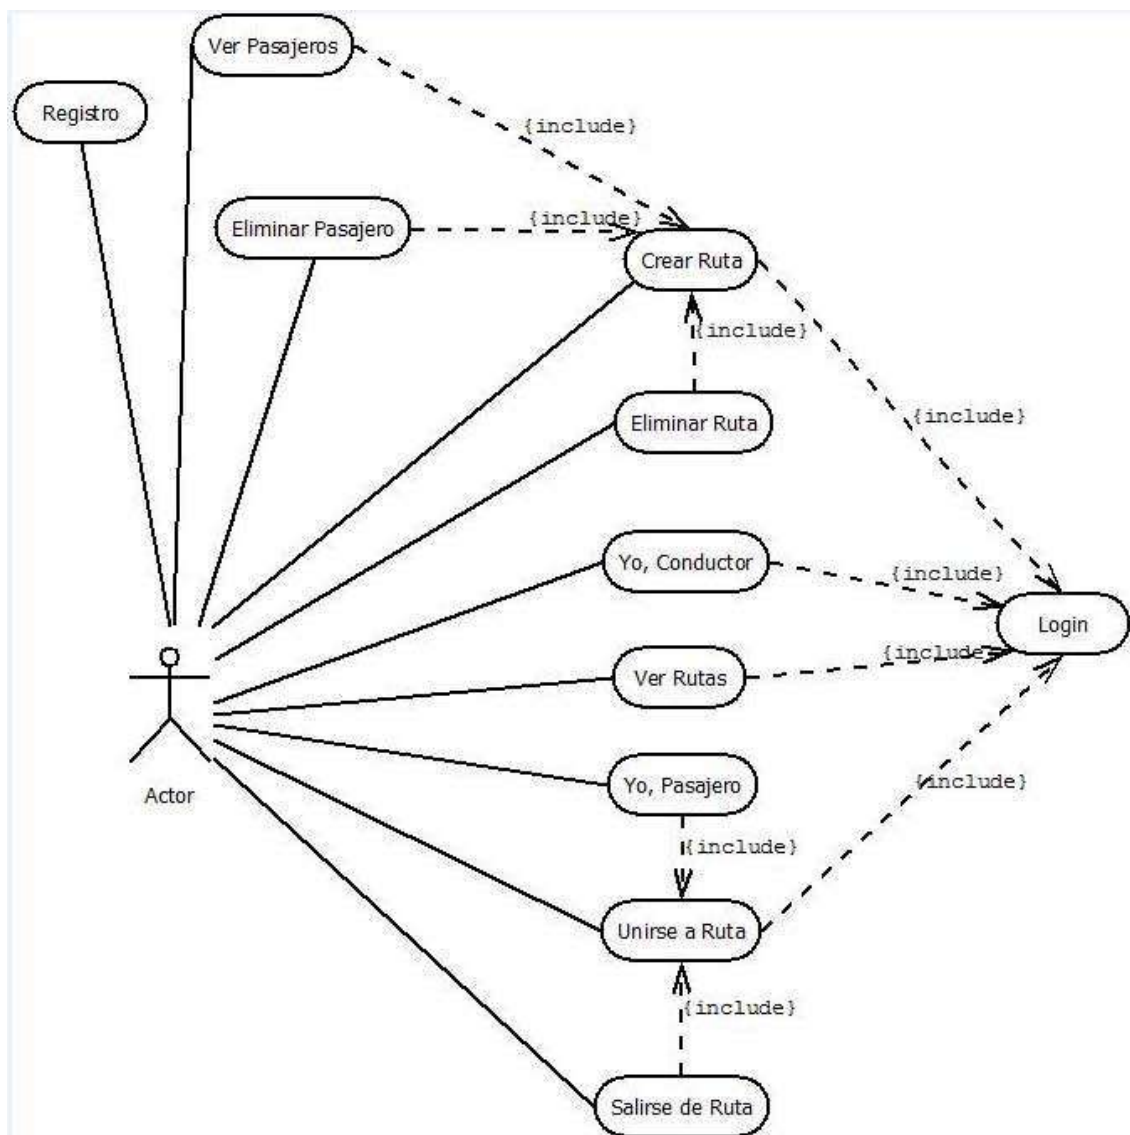 Ver Pasajeros
Registro
{include}
Eliminar Pasajero
{include}
Crear Ruta
{include}
Eliminar Ruta
{include}
Yo, Conductor
{include}
Login
{include}
Ver Rutas
Yo, Pasajero
{include}
Actor
{include}
Unirse a Ruta
{include}
Salirse de Ruta